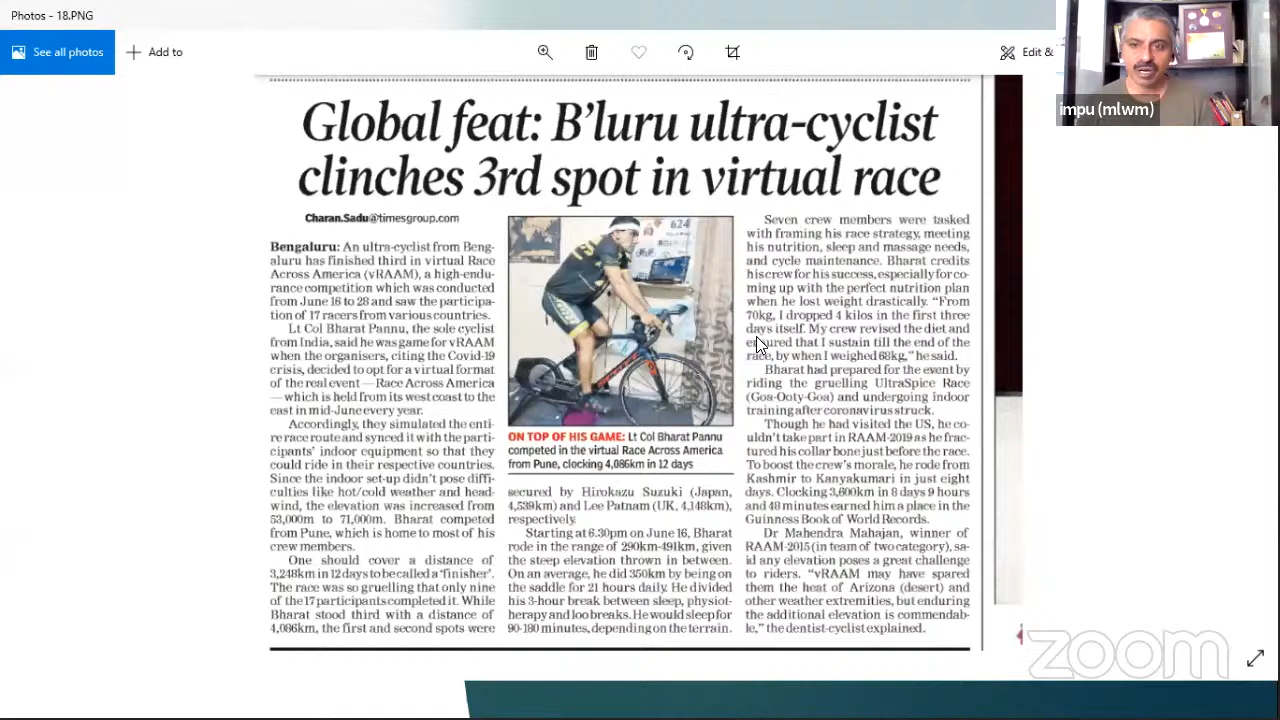 Photos - 18.PNG
See all photos
Add to
Edit &
impu (mlwm)
Global feat: B'luru ultra-cyclist
clinches 3rd spot in virtual race
Charan.Sadu@timesgroup.com
Bengaluru: An ultra-cyclist from Beng-
aluru has finished third in virtual Race
Across America (vRAAM), a high-endu-
rance competition which was conducted
from June 16 to 28 and saw the participa-
tion of 17 racers from various countries.
Lt Col Bharat Pannu, the sole cyclist
from India, said he was game for vRAAM
when the organisers, citing the Covid-19
crisis, decided to opt for a virtual format
of the real event — Race Across America
— which is held from its west coast to the
east in mid-June every year.
Accordingly, they simulated the enti-
re race route and synced it with the parti-
cipants' indoor equipment so that they
could ride in their respective countries.
Since the indoor set-up didn't pose diffi-
culties like hot/cold weather and head-
wind, the elevation was increased from
53,000m to 71,000m. Bharat competed
from Pune, which is home to most of his
crew members.
One should cover a distance of
3,248km in 12 days to be called a 'finisher'.
The race was so gruelling that only nine
of the 17 participants completed it. While
Bharat stood third with a distance of
4,086km, the first and second spots were
624
ON TOP OF HIS GAME: Lt Col Bharat Pannu
competed in the virtual Race Across America
from Pune, clocking 4,086km in 12 days
secured by Hirokazu Suzuki (Japan,
4,539km) and Lee Patnam (UK, 4,148km),
respectively.
Starting at 6.30pm on June 16, Bharat
rode in the range of 290km-491km, given
the steep elevation thrown in between.
On an average, he did 350km by being on
the saddle for 21 hours daily. He divided
his 3-hour break between sleep, physiot-
herapy and loo breaks. He would sleep for
90-180 minutes, depending on the terrain.
Seven crew members were tasked
with framing his race strategy, meeting
his nutrition, sleep and massage needs,
and cycle maintenance. Bharat credits
his crew for his success, especially for co-
ming up with the perfect nutrition plan
when he lost weight drastically. "From
70kg, I dropped 4 kilos in the first three
days itself. My crew revised the diet and
ensured that I sustain till the end of the
race, by when I weighed 68kg," he said.
Bharat had prepared for the event by
riding the gruelling UltraSpice Race
(Goa-Ooty-Goa) and undergoing indoor
training after coronavirus struck.
Though he had visited the US, he co-
uldn't take part in RAAM-2019 as he frac-
tured his collar bone just before the race.
To boost the crew's morale, he rode from
Kashmir to Kanyakumari in just eight
days. Clocking 3,600km in 8 days 9 hours
and 48 minutes earned him a place in the
Guinness Book of World Records.
Dr Mahendra Mahajan, winner of
RAAM-2015 (in team of two category), sa-
id any elevation poses a great challenge
to riders. "vRAAM may have spared
them the heat of Arizona (desert) and
other weather extremities, but enduring
the additional elevation is commendab-
le," the dentist-cyclist explained.
zoom